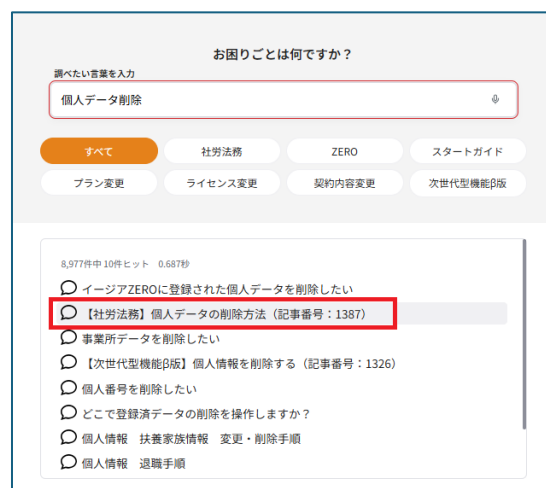 お困りごとは何ですか？
調べたい言葉を入力
個人データ削除
すべて 社労法務 ZERO スタートガイド
プラン変更 ライセンス変更 契約内容変更 次世代型機能β版
8,977件中 10件ヒット 0.687秒
イージアZEROに登録された個人データを削除したい
【社労法務】個人データの削除方法（記事番号：1387）
事業所データを削除したい
【次世代型機能β版】個人情報を削除する（記事番号：1326）
個人番号を削除したい
どこで登録済データの削除を操作しますか？
個人情報 扶養家族情報 変更・削除手順
個人情報 退職手順